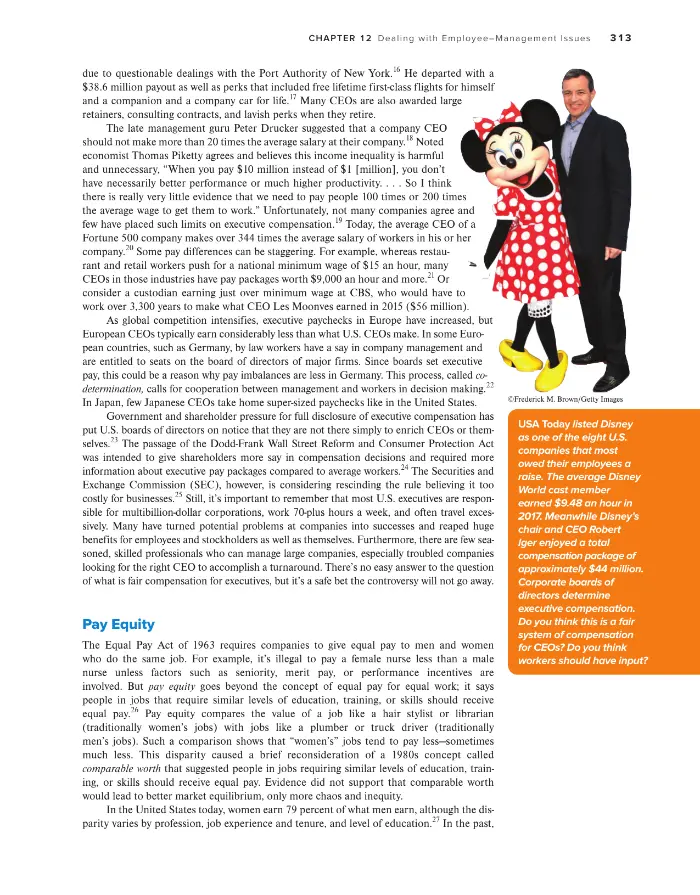 CHAPTER 12 Dealing with Employee–Management Issues 313
due to questionable dealings with the Port Authority of New York.16 He departed with a
$38.6 million payout as well as perks that included free lifetime first-class flights for himself
and a companion and a company car for life.17 Many CEOs are also awarded large
retainers, consulting contracts, and lavish perks when they retire.
The late management guru Peter Drucker suggested that a company CEO
should not make more than 20 times the average salary at their company.18 Noted
economist Thomas Piketty agrees and believes this income inequality is harmful
and unnecessary, “When you pay $10 million instead of $1 [million], you don’t
have necessarily better performance or much higher productivity. . . . So I think
there is really very little evidence that we need to pay people 100 times or 200 times
the average wage to get them to work.” Unfortunately, not many companies agree and
few have placed such limits on executive compensation.19 Today, the average CEO of a
Fortune 500 company makes over 344 times the average salary of workers in his or her
company.20 Some pay differences can be staggering. For example, whereas restau-
rant and retail workers push for a national minimum wage of $15 an hour, many
CEOs in those industries have pay packages worth $9,000 an hour and more.21 Or
consider a custodian earning just over minimum wage at CBS, who would have to
work over 3,300 years to make what CEO Les Moonves earned in 2015 ($56 million).
As global competition intensifies, executive paychecks in Europe have increased, but
European CEOs typically earn considerably less than what U.S. CEOs make. In some Euro-
pean countries, such as Germany, by law workers have a say in company management and
are entitled to seats on the board of directors of major firms. Since boards set executive
pay, this could be a reason why pay imbalances are less in Germany. This process, called co-
determination, calls for cooperation between management and workers in decision making.22
In Japan, few Japanese CEOs take home super-sized paychecks like in the United States.
Government and shareholder pressure for full disclosure of executive compensation has
put U.S. boards of directors on notice that they are not there simply to enrich CEOs or them-
selves.23 The passage of the Dodd-Frank Wall Street Reform and Consumer Protection Act
was intended to give shareholders more say in compensation decisions and required more
information about executive pay packages compared to average workers.24 The Securities and
Exchange Commission (SEC), however, is considering rescinding the rule believing it too
costly for businesses.25 Still, it’s important to remember that most U.S. executives are respon-
sible for multibillion-dollar corporations, work 70-plus hours a week, and often travel exces-
sively. Many have turned potential problems at companies into successes and reaped huge
benefits for employees and stockholders as well as themselves. Furthermore, there are few sea-
soned, skilled professionals who can manage large companies, especially troubled companies
looking for the right CEO to accomplish a turnaround. There’s no easy answer to the question
of what is fair compensation for executives, but it’s a safe bet the controversy will not go away.
©Frederick M. Brown/Getty Images
USA Today listed Disney
as one of the eight U.S.
companies that most
owed their employees a
raise. The average Disney
World cast member
earned $9.48 an hour in
2017. Meanwhile Disney’s
chair and CEO Robert
Iger enjoyed a total
compensation package of
approximately $44 million.
Corporate boards of
directors determine
executive compensation.
Do you think this is a fair
system of compensation
for CEOs? Do you think
workers should have input?
Pay Equity
The Equal Pay Act of 1963 requires companies to give equal pay to men and women
who do the same job. For example, it’s illegal to pay a female nurse less than a male
nurse unless factors such as seniority, merit pay, or performance incentives are
involved. But pay equity goes beyond the concept of equal pay for equal work; it says
people in jobs that require similar levels of education, training, or skills should receive
equal pay.26 Pay equity compares the value of a job like a hair stylist or librarian
(traditionally women’s jobs) with jobs like a plumber or truck driver (traditionally
men’s jobs). Such a comparison shows that “women’s” jobs tend to pay less—sometimes
much less. This disparity caused a brief reconsideration of a 1980s concept called
comparable worth that suggested people in jobs requiring similar levels of education, train-
ing, or skills should receive equal pay. Evidence did not support that comparable worth
would lead to better market equilibrium, only more chaos and inequity.
In the United States today, women earn 79 percent of what men earn, although the dis-
parity varies by profession, job experience and tenure, and level of education.27 In the past,